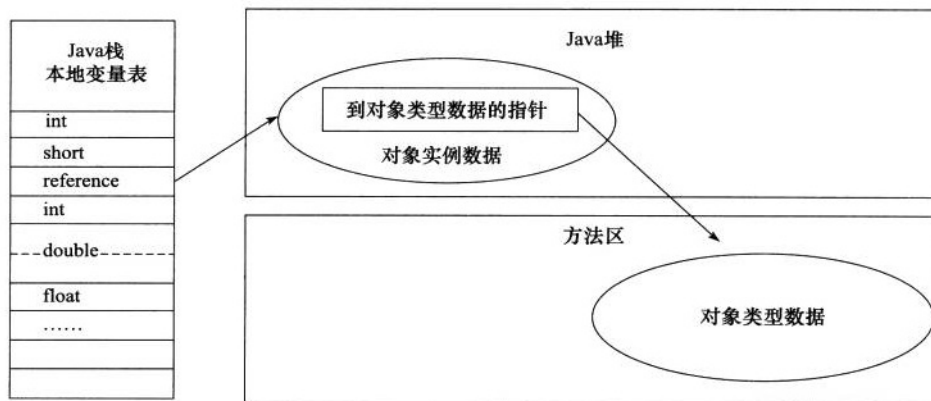 Java栈
本地变量表
int
short
reference
int
double
float
……
Java堆
到对象类型数据的指针
对象实例数据
方法区
对象类型数据